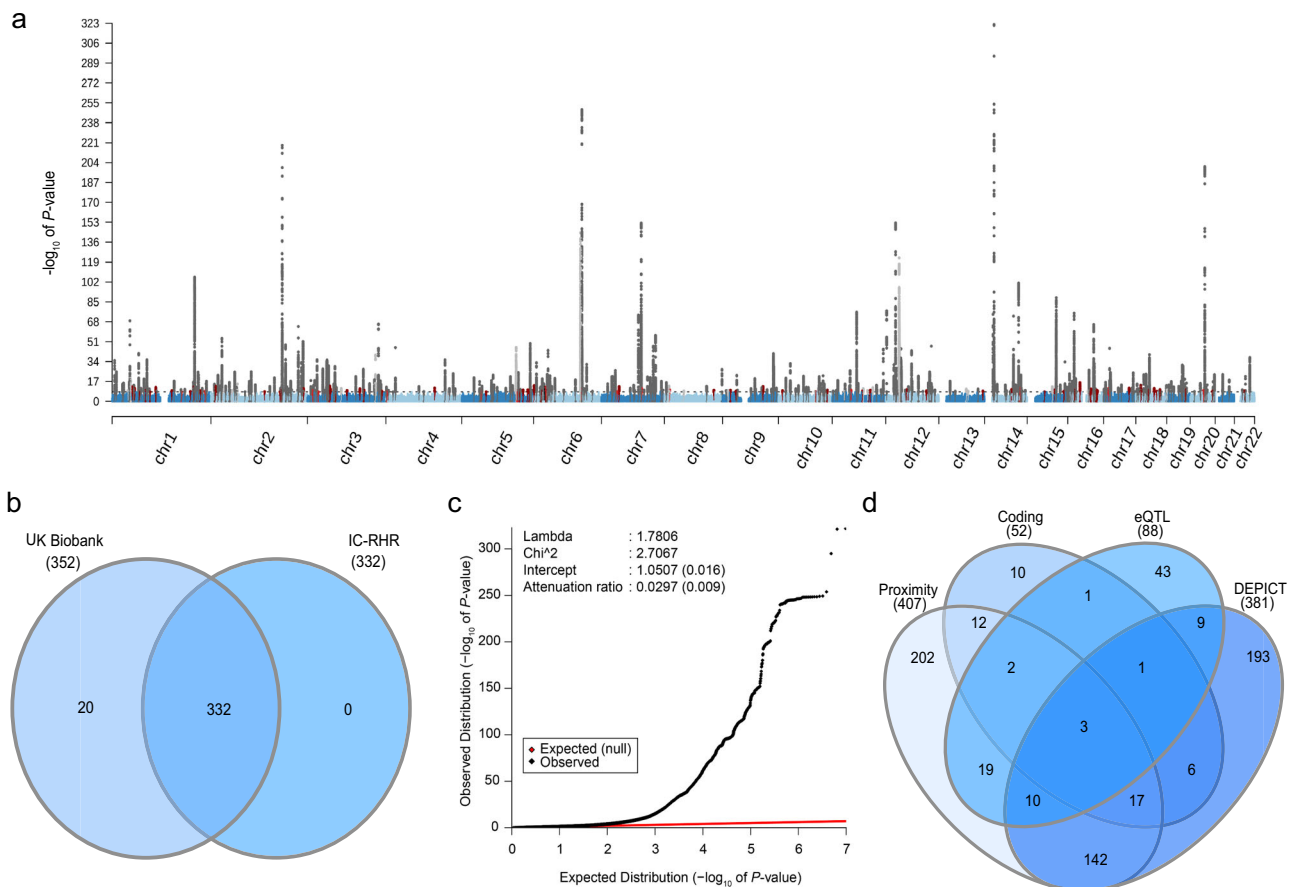 a
323
306
289
272
255
238
221
204
187
170
153
136
119
102
85
68
51
34
17
0
-log10 of P-value
chr1
chr2
chr3
chr4
chr5
chr6
chr7
chr8
chr9
chr10
chr11
chr12
chr13
chr14
chr15
chr16
chr17
chr18
chr19
chr20
chr21
chr22
b
UK Biobank
(352)
IC-RHR
(332)
20
332
0
c
Lambda : 1.7806
Chi^2 : 2.7067
Intercept : 1.0507 (0.016)
Attenuation ratio : 0.0297 (0.009)
Observed Distribution (−log10 of P-value)
300
250
200
150
100
50
0
Expected (null)
Observed
0 1 2 3 4 5 6 7
Expected Distribution (−log10 of P-value)
d
Coding
(52)
eQTL
(88)
Proximity
(407)
DEPICT
(381)
10
43
1
12
9
202
2
1
193
3
19
6
10
17
142